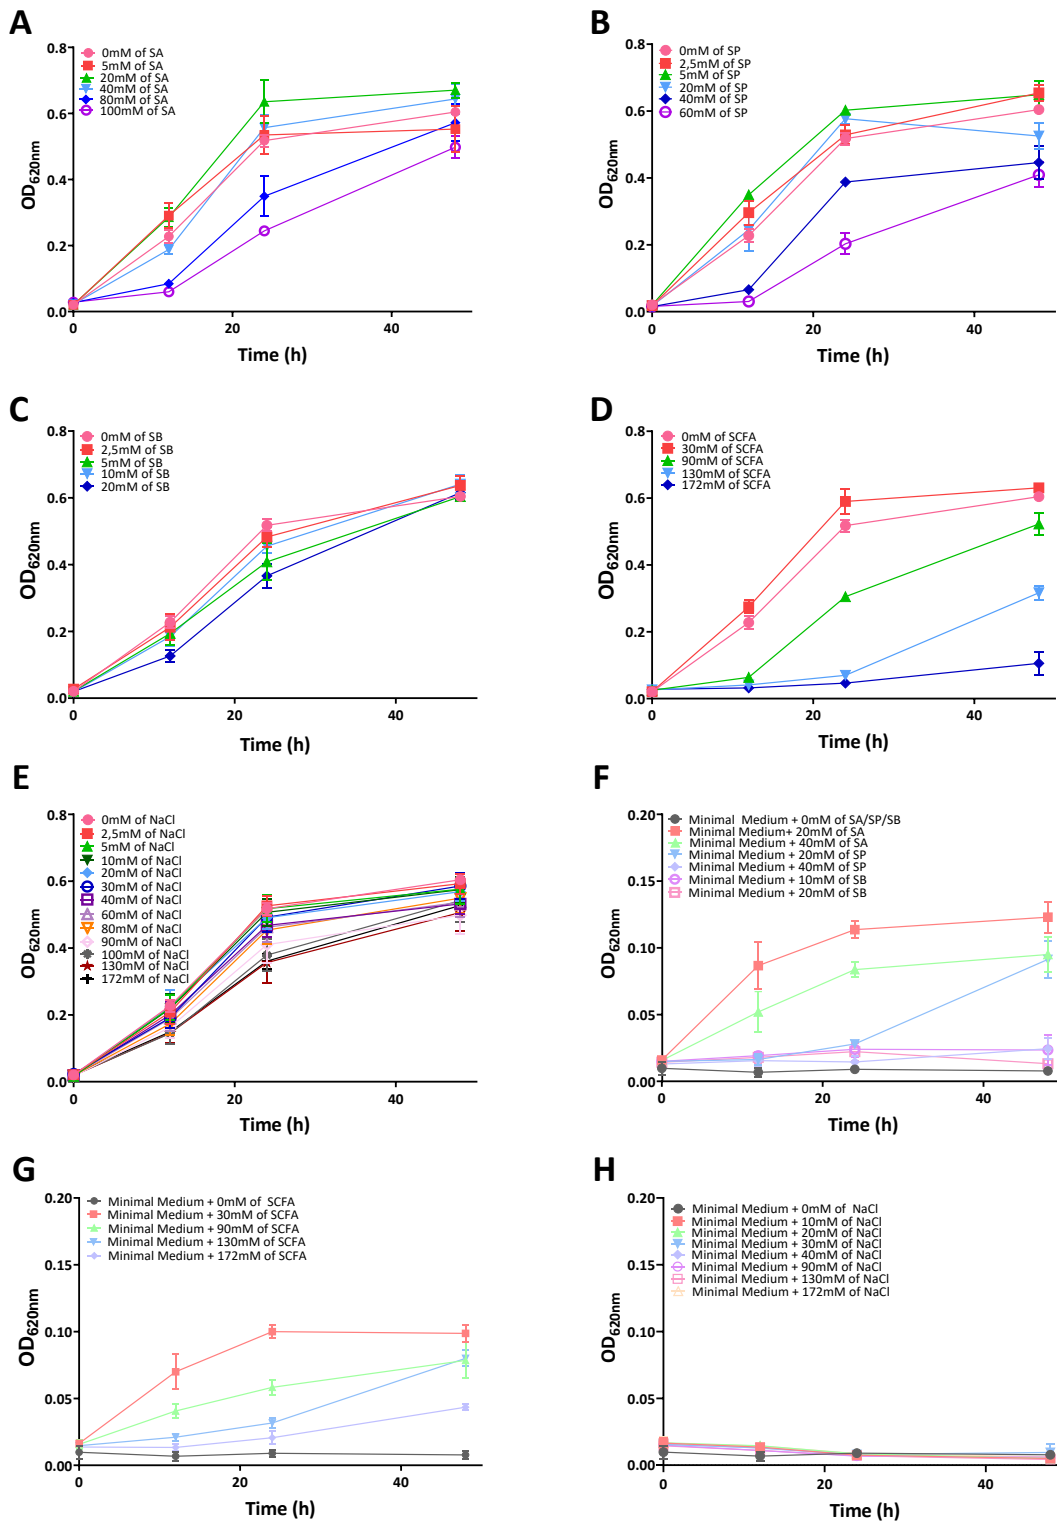 A
0.8
0.6
0.4
0.2
0.0
0
20
40
OD620nm
Time (h)
0mM of SA
5mM of SA
20mM of SA
40mM of SA
80mM of SA
100mM of SA
B
0.8
0.6
0.4
0.2
0.0
0
20
40
OD620nm
Time (h)
0mM of SP
2,5mM of SP
5mM of SP
20mM of SP
40mM of SP
60mM of SP
C
0.8
0.6
0.4
0.2
0.0
0
20
40
OD620nm
Time (h)
0mM of SB
2,5mM of SB
5mM of SB
10mM of SB
20mM of SB
D
0.8
0.6
0.4
0.2
0.0
0
20
40
OD620nm
Time (h)
0mM of SCFA
30mM of SCFA
90mM of SCFA
130mM of SCFA
172mM of SCFA
E
0.8
0.6
0.4
0.2
0.0
0
20
40
OD620nm
Time (h)
0mM of NaCl
2,5mM of NaCl
5mM of NaCl
10mM of NaCl
20mM of NaCl
30mM of NaCl
40mM of NaCl
60mM of NaCl
80mM of NaCl
90mM of NaCl
100mM of NaCl
130mM of NaCl
172mM of NaCl
F
0.20
0.15
0.10
0.05
0.00
0
20
40
OD620nm
Time (h)
Minimal Medium + 0mM of SA/SP/SB
Minimal Medium+ 20mM of SA
Minimal Medium + 40mM of SA
Minimal Medium + 20mM of SP
Minimal Medium + 40mM of SP
Minimal Medium + 10mM of SB
Minimal Medium + 20mM of SB
G
0.20
0.15
0.10
0.05
0.00
0
20
40
OD620nm
Time (h)
Minimal Medium + 0mM of SCFA
Minimal Medium + 30mM of SCFA
Minimal Medium + 90mM of SCFA
Minimal Medium + 130mM of SCFA
Minimal Medium + 172mM of SCFA
H
0.20
0.15
0.10
0.05
0.00
0
20
40
OD620nm
Time (h)
Minimal Medium + 0mM of NaCl
Minimal Medium + 10mM of NaCl
Minimal Medium + 20mM of NaCl
Minimal Medium + 30mM of NaCl
Minimal Medium + 40mM of NaCl
Minimal Medium + 90mM of NaCl
Minimal Medium + 130mM of NaCl
Minimal Medium + 172mM of NaCl